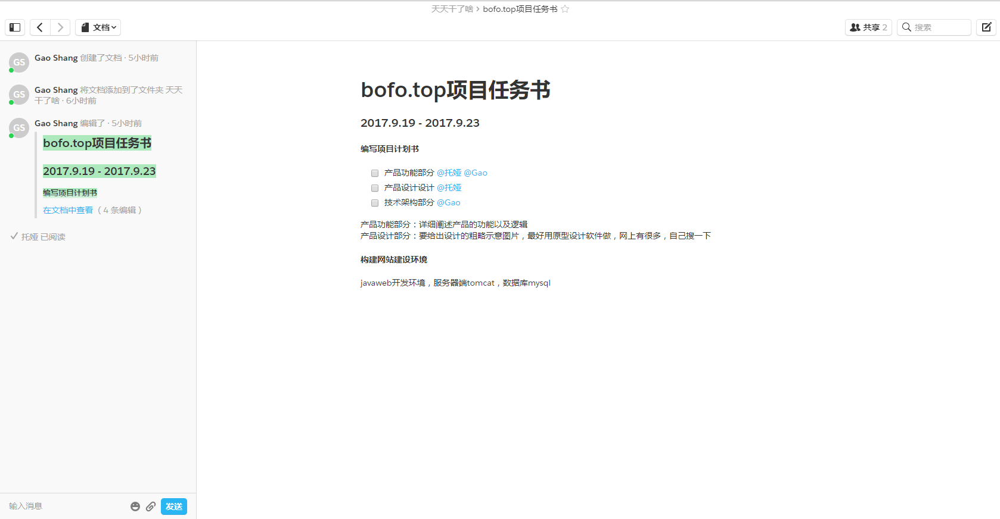 天天干了啥 › bofo.top项目任务书
文档
共享 2
搜索
GS
Gao Shang 创建了文档 · 5小时前
GS
Gao Shang 将文档添加到了文件夹 天天
干了啥 · 6小时前
GS
Gao Shang 编辑了 · 5小时前
bofo.top项目任务书
2017.9.19 - 2017.9.23
编写项目计划书
在文档中查看（4 条编辑）
托娅 已阅读
输入消息
发送
bofo.top项目任务书
2017.9.19 - 2017.9.23
编写项目计划书
产品功能部分 @托娅 @Gao
产品设计设计 @托娅
技术架构部分 @Gao
产品功能部分：详细阐述产品的功能以及逻辑
产品设计部分：要给出设计的粗略示意图片，最好用原型设计软件做，网上有很多，自己搜一下
构建网站建设环境
javaweb开发环境，服务器端tomcat，数据库mysql